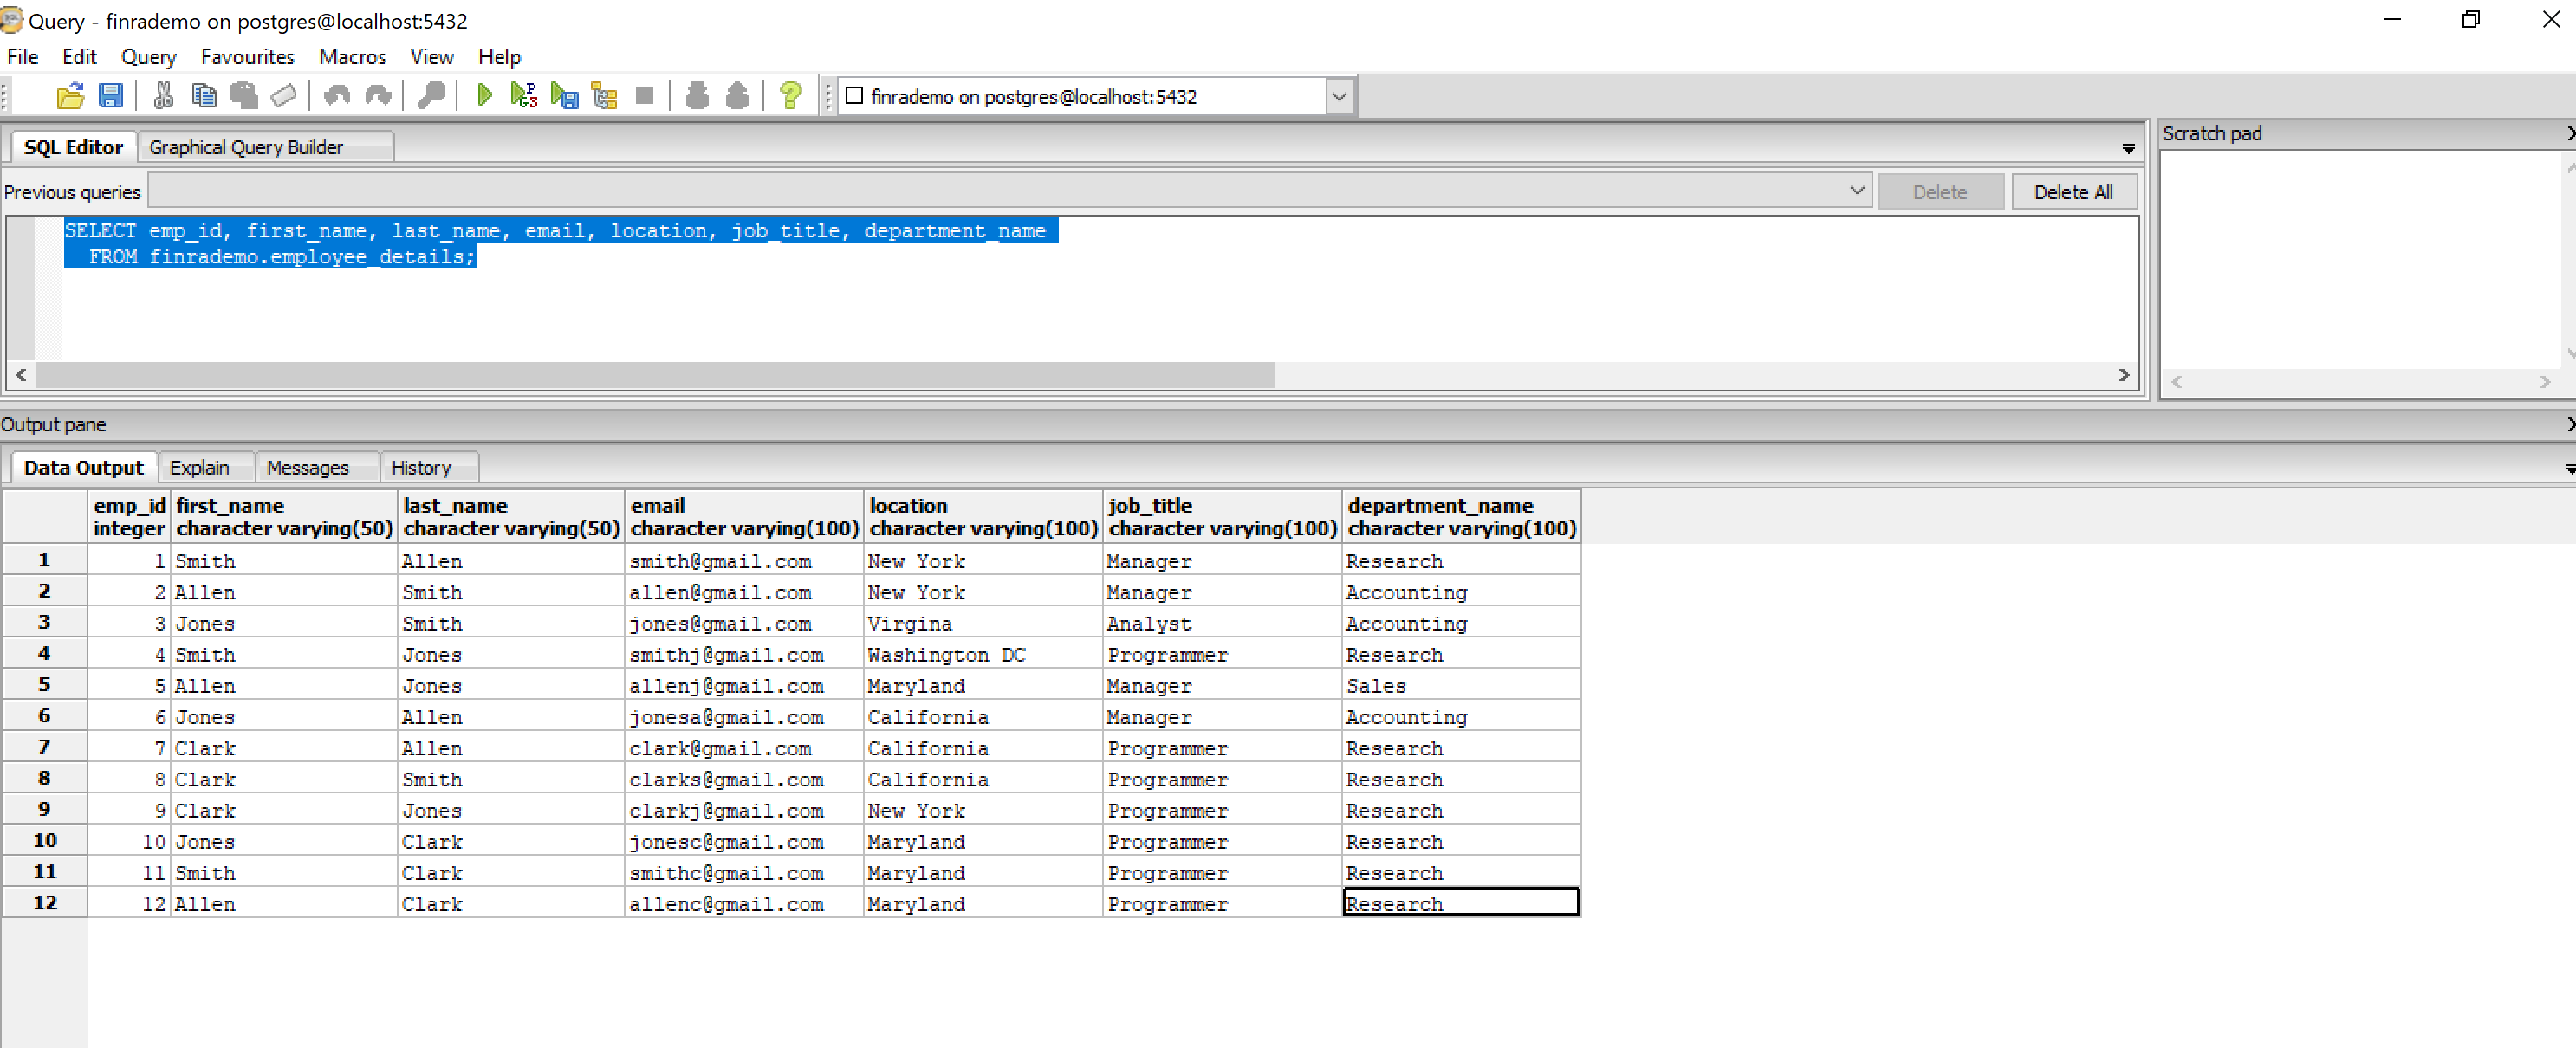 Query - finrademo on postgres@localhost:5432
File Edit Query Favourites Macros View Help
finrademo on postgres@localhost:5432
SQL Editor Graphical Query Builder
Scratch pad
Previous queries Delete Delete All
SELECT emp_id, first_name, last_name, email, location, job_title, department_name
FROM finrademo.employee_details;
Output pane
Data Output Explain Messages History
emp_id first_name last_name email location job_title department_name
integer character varying(50) character varying(50) character varying(100) character varying(100) character varying(100) character varying(100)
1 1 Smith Allen smith@gmail.com New York Manager Research
2 2 Allen Smith allen@gmail.com New York Manager Accounting
3 3 Jones Smith jones@gmail.com Virgina Analyst Accounting
4 4 Smith Jones smithj@gmail.com Washington DC Programmer Research
5 5 Allen Jones allenj@gmail.com Maryland Manager Sales
6 6 Jones Allen jonesa@gmail.com California Manager Accounting
7 7 Clark Allen clark@gmail.com California Programmer Research
8 8 Clark Smith clarks@gmail.com California Programmer Research
9 9 Clark Jones clarkj@gmail.com New York Programmer Research
10 10 Jones Clark jonesc@gmail.com Maryland Programmer Research
11 11 Smith Clark smithc@gmail.com Maryland Programmer Research
12 12 Allen Clark allenc@gmail.com Maryland Programmer Research